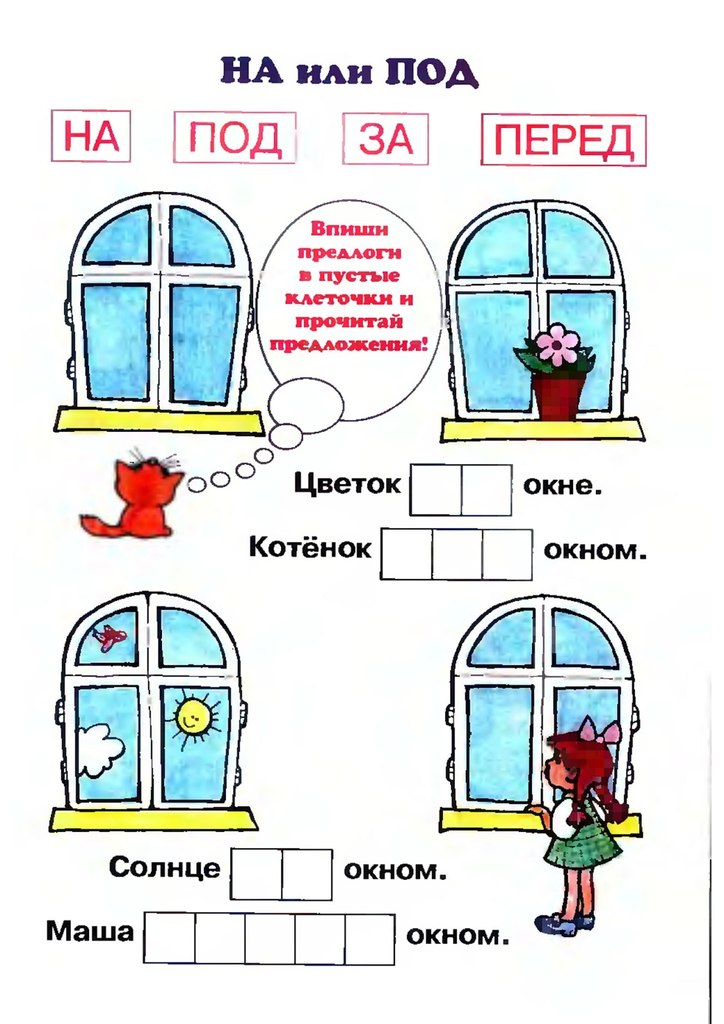 НА или ПОД
НА ПОД ЗА ПЕРЕД
Впиши
предлоги
в пустые
клеточки и
прочитай
предложения!
Цветок окне.
Котёнок окном.
Солнце окном.
Маша окном.